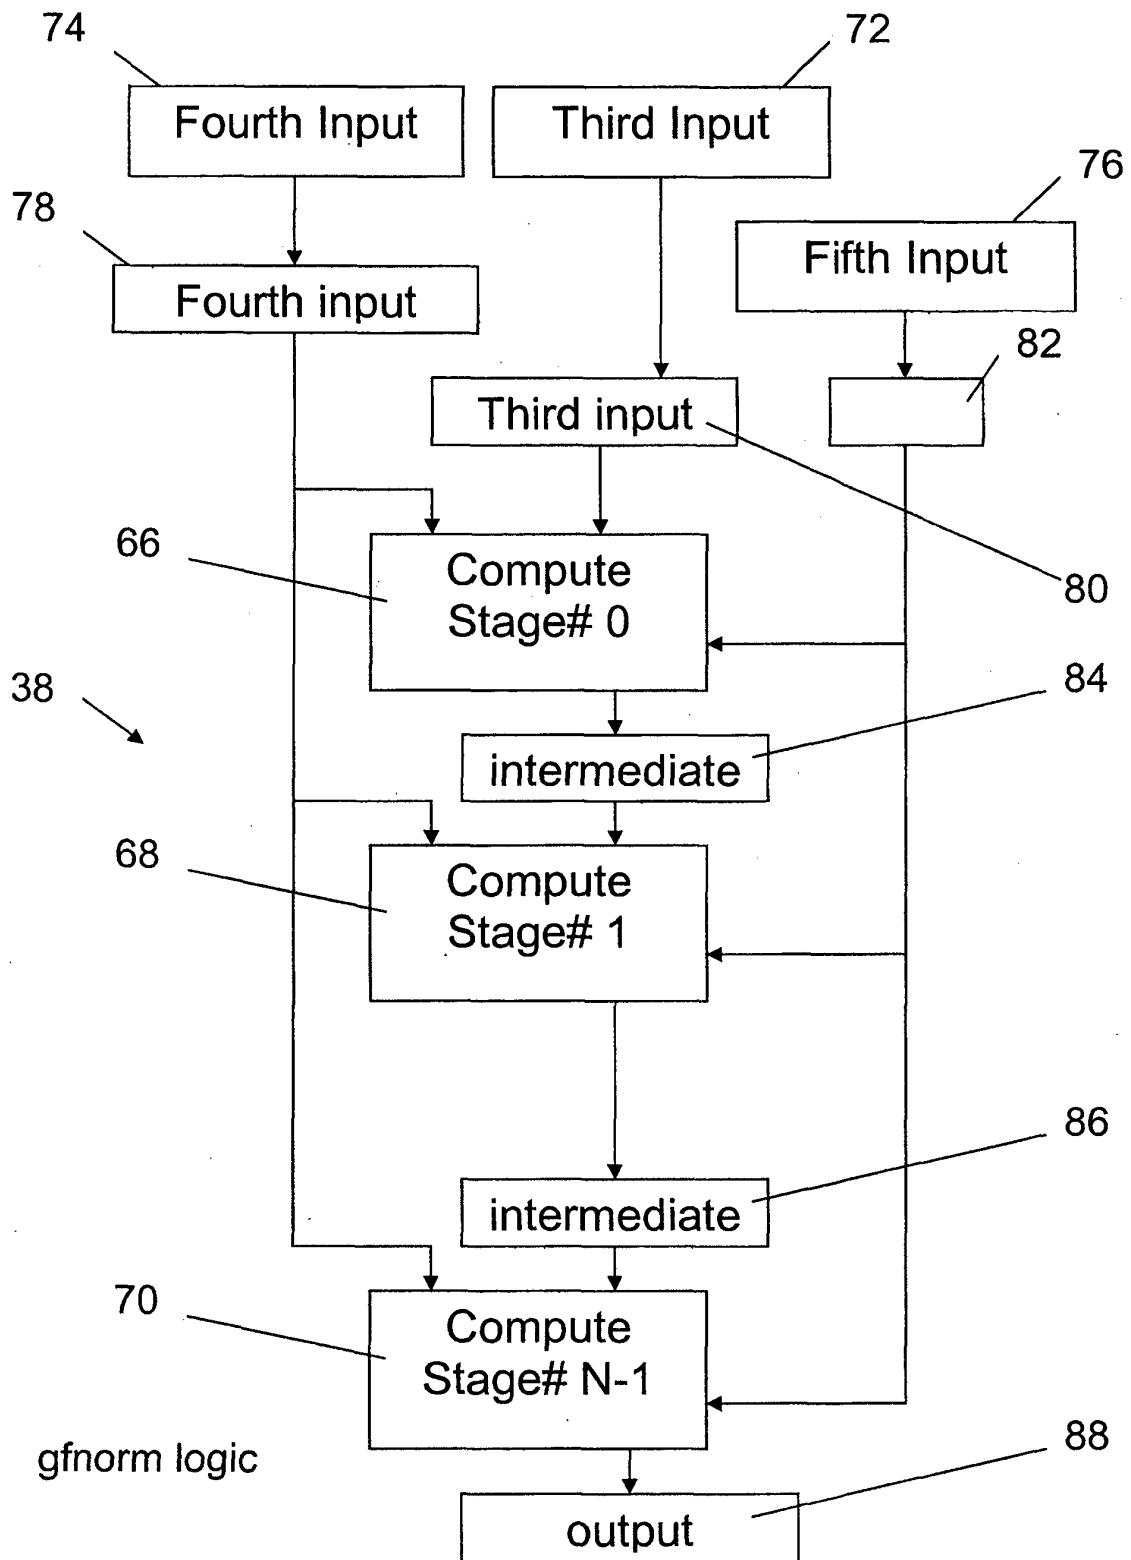 74
72
Fourth Input
Third Input
76
78
Fifth Input
Fourth input
82
Third input
66
Compute
Stage# 0
80
38
84
intermediate
68
Compute
Stage# 1
86
intermediate
70
Compute
Stage# N-1
88
gfnorm logic
output